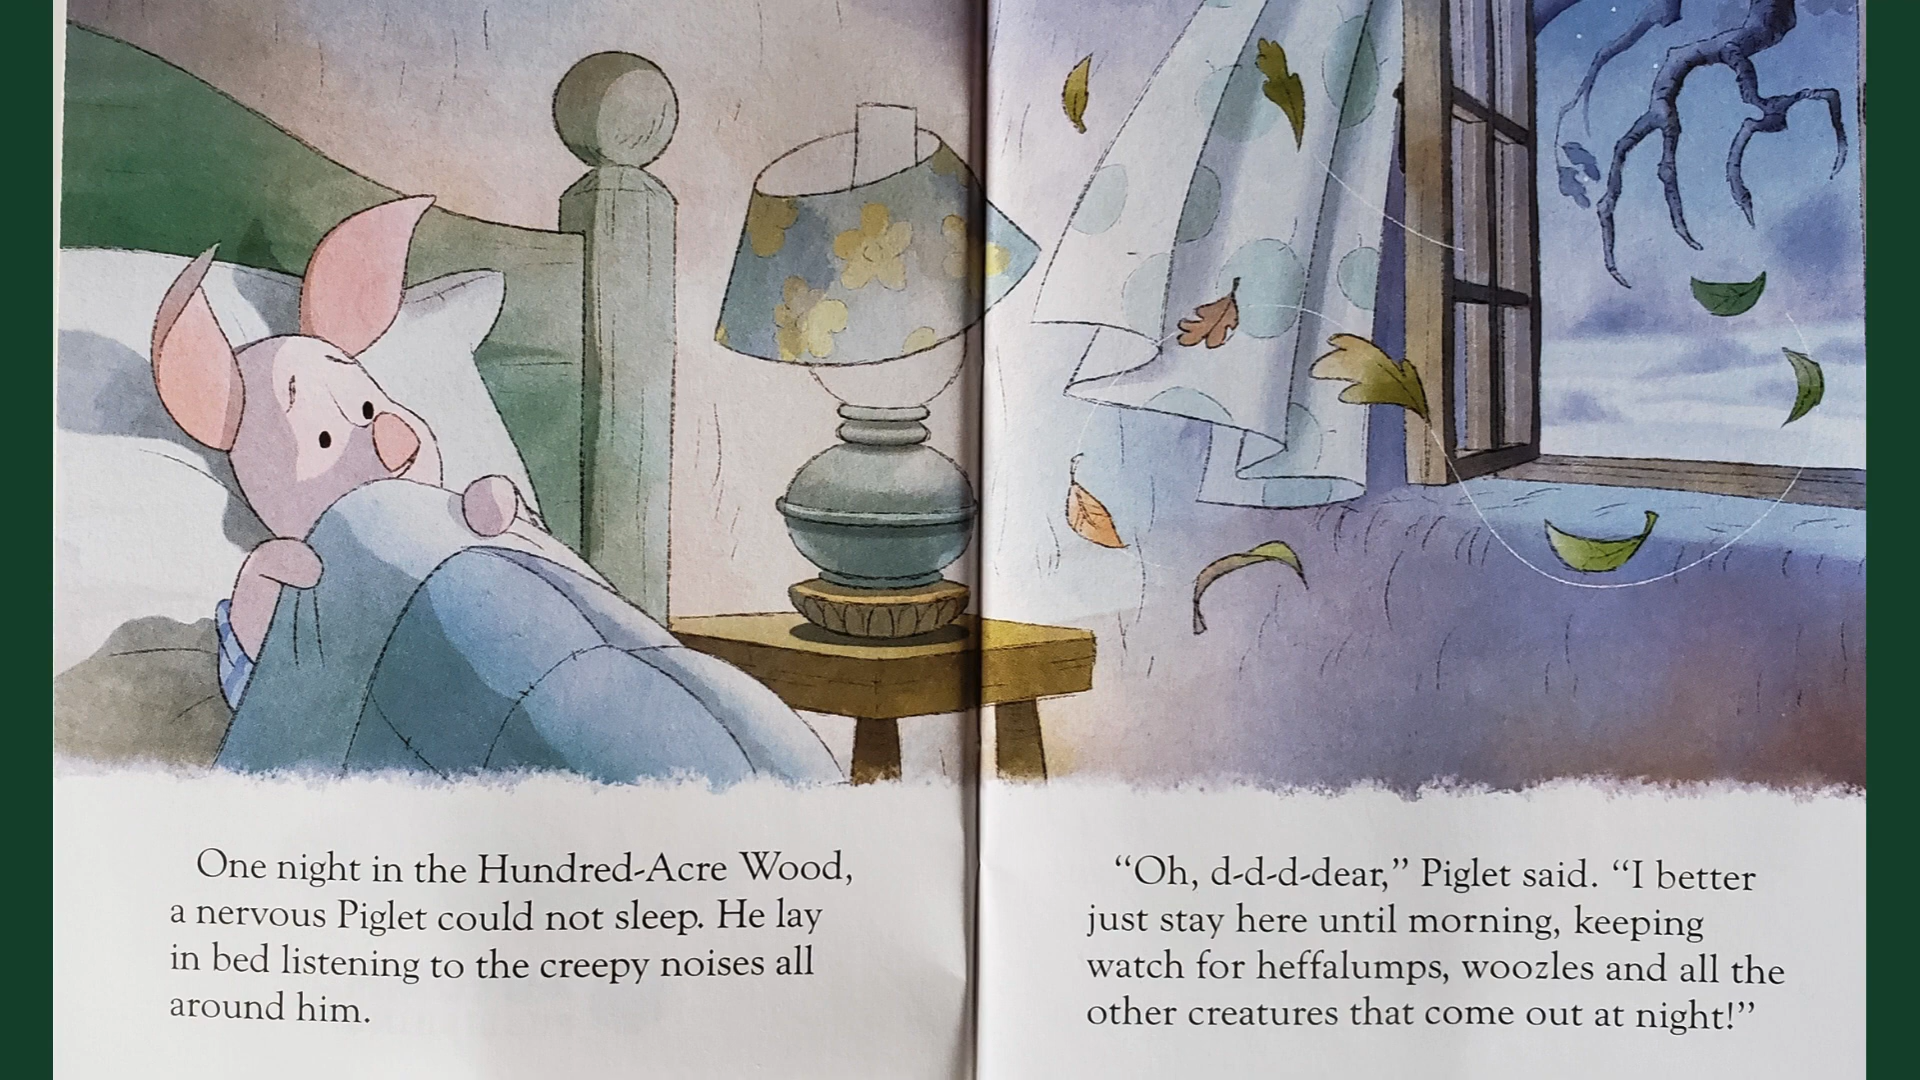 One night in the Hundred-Acre Wood,
a nervous Piglet could not sleep. He lay
in bed listening to the creepy noises all
around him.
“Oh, d-d-d-dear,” Piglet said. “I better
just stay here until morning, keeping
watch for heffalumps, woozles and all the
other creatures that come out at night!”